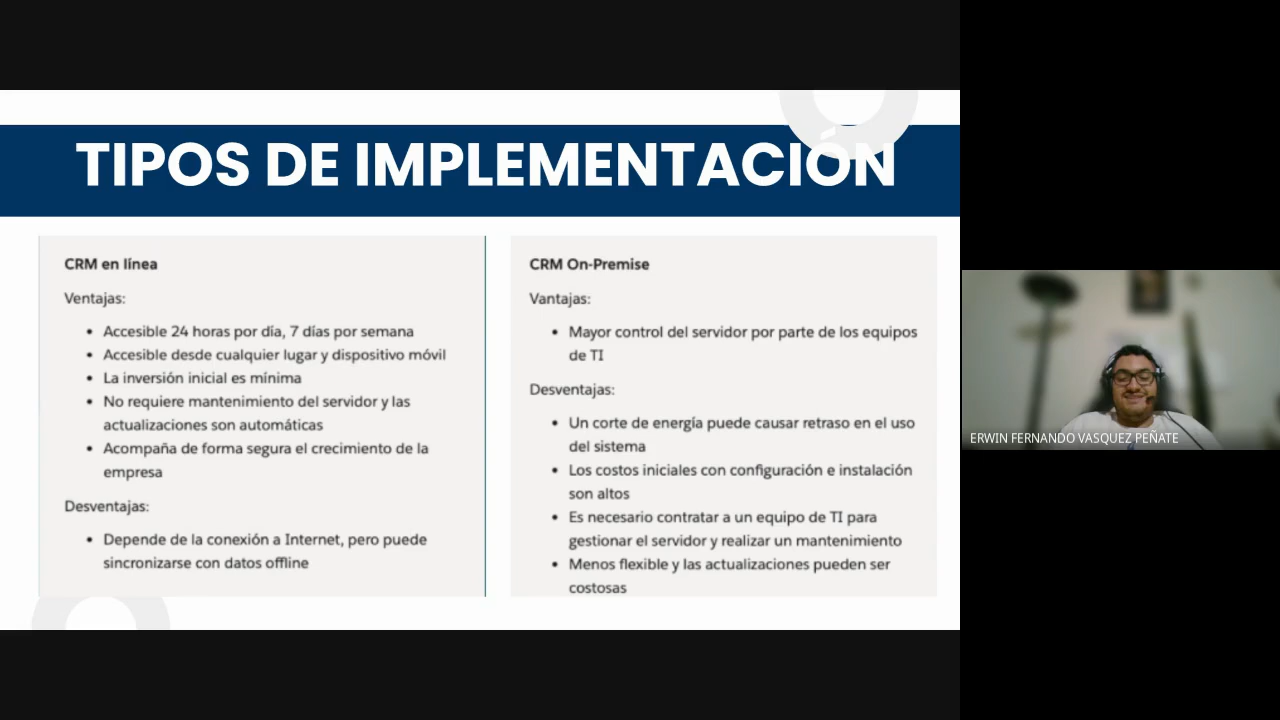 TIPOS DE IMPLEMENTACIÓN
CRM en línea
Ventajas:
• Accesible 24 horas por día, 7 días por semana
• Accesible desde cualquier lugar y dispositivo móvil
• La inversión inicial es mínima
• No requiere mantenimiento del servidor y las
actualizaciones son automáticas
• Acompaña de forma segura el crecimiento de la
empresa
Desventajas:
• Depende de la conexión a Internet, pero puede
sincronizarse con datos offline
CRM On-Premise
Vantajas:
• Mayor control del servidor por parte de los equipos
de TI
Desventajas:
• Un corte de energía puede causar retraso en el uso
del sistema
• Los costos iniciales con configuración e instalación
son altos
• Es necesario contratar a un equipo de TI para
gestionar el servidor y realizar un mantenimiento
• Menos flexible y las actualizaciones pueden ser
costosas
ERWIN FERNANDO VASQUEZ PEÑATE